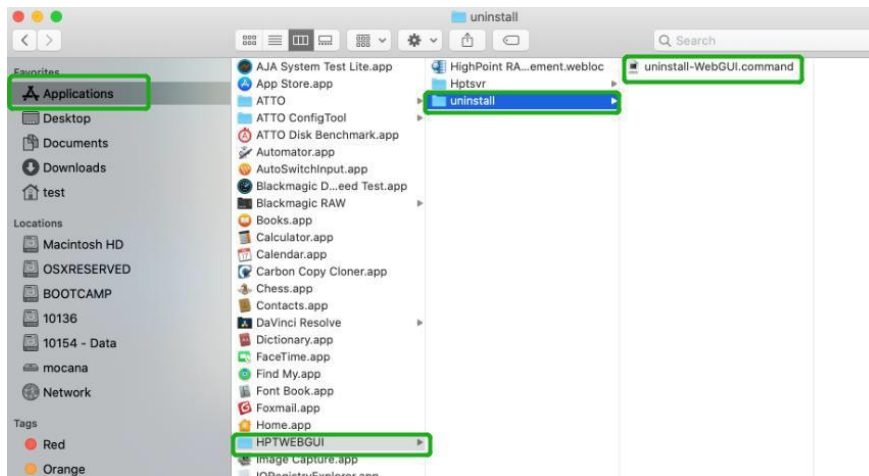 uninstall
Search
Favorites
Applications
Desktop
Documents
Downloads
test
Locations
Macintosh HD
OSXRESERVED
BOOTCAMP
10136
10154 - Data
mocana
Network
Tags
Red
Orange
AJA System Test Lite.app
App Store.app
ATTO
ATTO ConfigTool
ATTO Disk Benchmark.app
Automator.app
AutoSwitchInput.app
Blackmagic D...eed Test.app
Blackmagic RAW
Books.app
Calculator.app
Calendar.app
Carbon Copy Cloner.app
Chess.app
Contacts.app
DaVinci Resolve
Dictionary.app
FaceTime.app
Find My.app
Font Book.app
Foxmail.app
Home.app
HPTWEBGUI
Image Capture.app
IORegistryExplorer.app
HighPoint RA...ement.webloc
Hptsvr
uninstall
uninstall-WebGUI.command